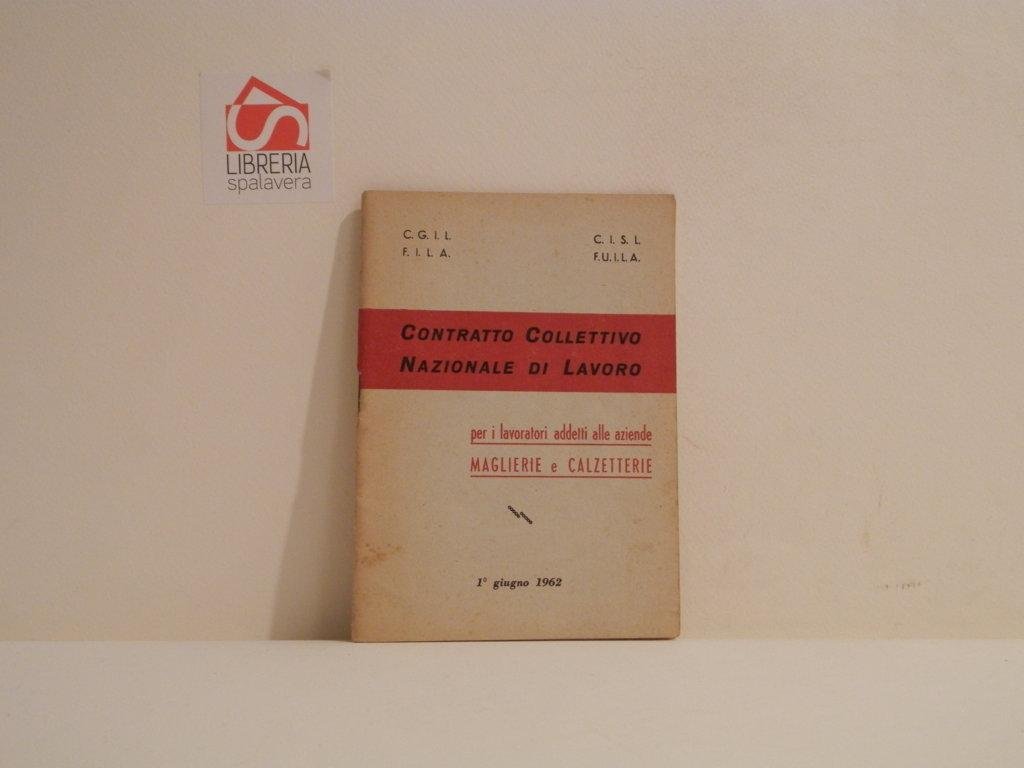 LIBRERIA
spalavera
C. G. I. L.
F. I. L. A.
C. I. S. L.
F.U.I.L.A.
CONTRATTO COLLETTIVO
NAZIONALE DI LAVORO
per i lavoratori addetti alle aziende
MAGLIERIE e CALZETTERIE
1° giugno 1962